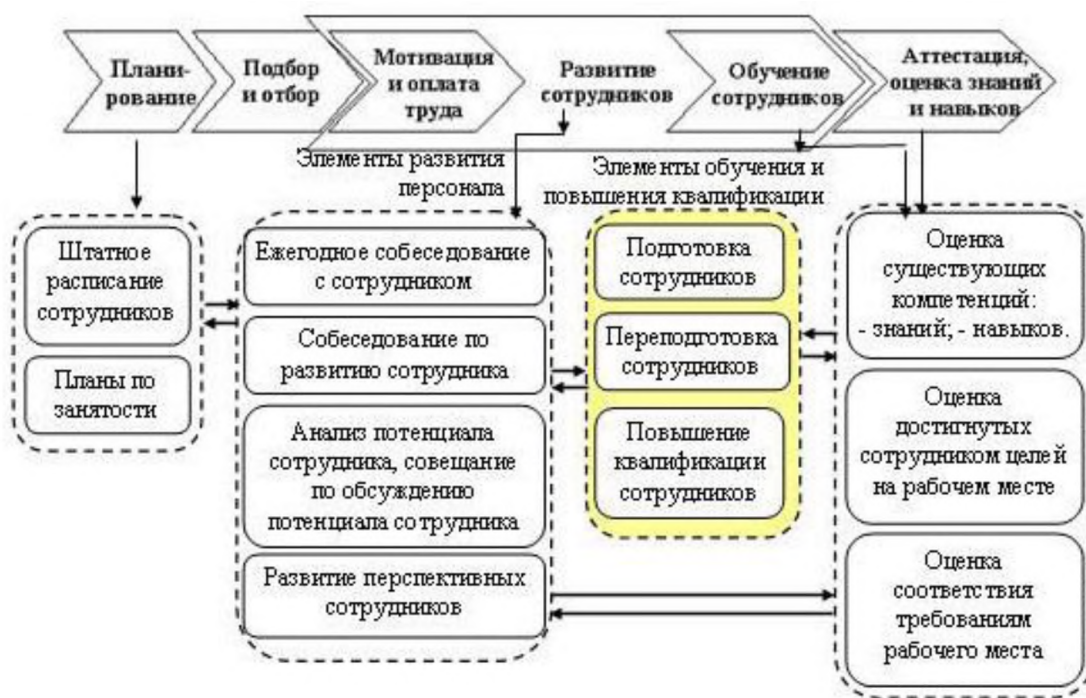 Плани-
рование
Подбор
и отбор
Мотивация
и оплата
труда
Развитие
сотрудников
Обучение
сотрудников
Аттестация,
оценка знаний
и навыков
Элементы развития
персонала
Элементы обучения и
повышения квалификации
Штатное
расписание
сотрудников
Планы по
занятости
Ежегодное собеседование
с сотрудником
Собеседование по
развитию сотрудника
Анализ потенциала
сотрудника, совещание
по обсуждению
потенциала сотрудника
Развитие перспективных
сотрудников
Подготовка
сотрудников
Переподготовка
сотрудников
Повышение
квалификации
сотрудников
Оценка
существующих
компетенций:
- знаний; - навыков.
Оценка
достигнутых
сотрудником целей
на рабочем месте
Оценка
соответствия
требованиям
рабочего места